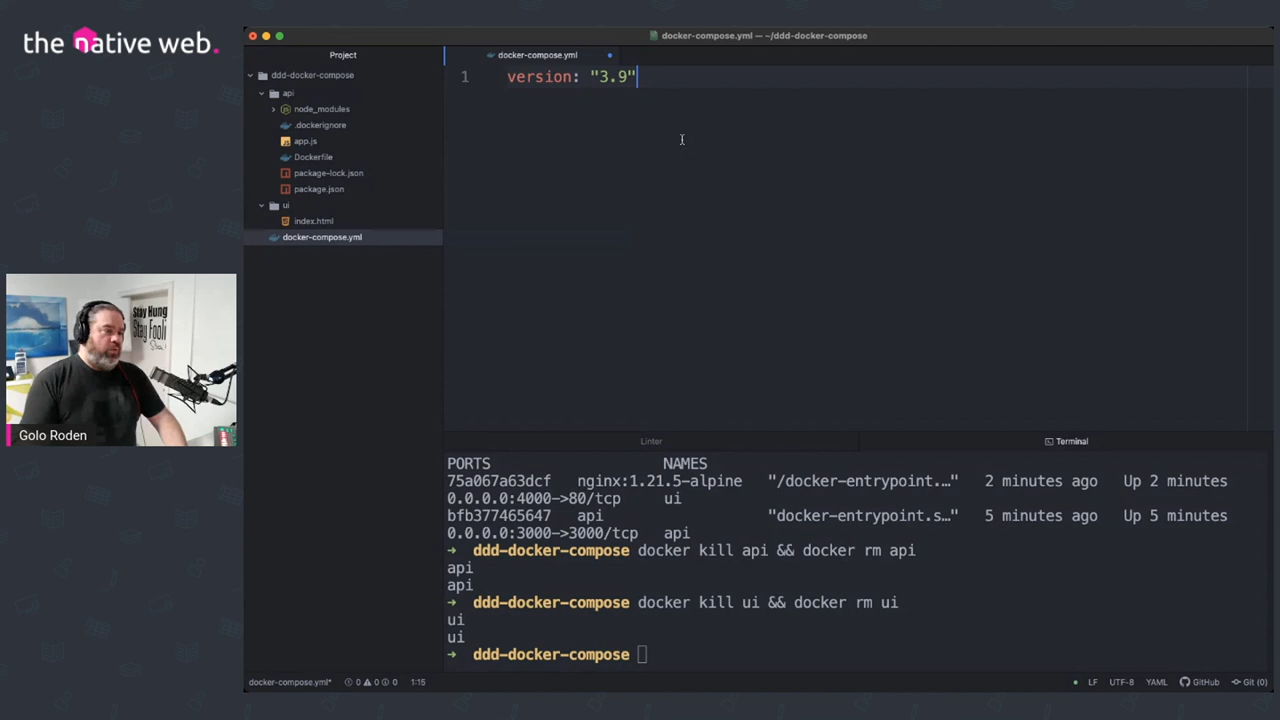 the native web.
docker-compose.yml — ~/ddd-docker-compose
Project
ddd-docker-compose
api
node_modules
.dockerignore
app.js
Dockerfile
package-lock.json
package.json
ui
index.html
docker-compose.yml
docker-compose.yml
1 version: "3.9"
Stay Hung
Stay Fooli
Golo Roden
Linter
Terminal
PORTS NAMES
75a067a63dcf nginx:1.21.5-alpine "/docker-entrypoint.…" 2 minutes ago Up 2 minutes
0.0.0.0:4000->80/tcp ui
bfb377465647 api "docker-entrypoint.s…" 5 minutes ago Up 5 minutes
0.0.0.0:3000->3000/tcp api
➜ ddd-docker-compose docker kill api && docker rm api
api
api
➜ ddd-docker-compose docker kill ui && docker rm ui
ui
ui
➜ ddd-docker-compose
docker-compose.yml* 0 0 0 1:15
LF UTF-8 YAML GitHub Git (0)